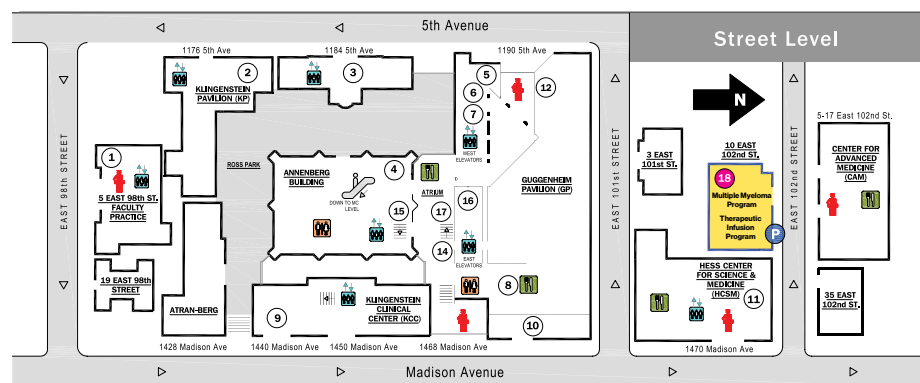 5th Avenue
Street Level
1176 5th Ave
1184 5th Ave
1190 5th Ave
2
KLINGENSTEIN
PAVILION (KP)
3
5
6
7
12
WEST
ELEVATORS
N
5-17 East 102nd St.
EAST 98th STREET
1
5 EAST 98th ST.
FACULTY
PRACTICE
ROSS PARK
ANNENBERG
BUILDING
4
DOWN TO MC
LEVEL
ATRIUM
15
17
16
14
EAST
ELEVATORS
GUGGENHEIM
PAVILION (GP)
EAST 101st STREET
3 EAST
101st ST.
10 EAST
102nd ST.
18
Multiple Myeloma
Program
Therapeutic
Infusion
Program
P
EAST 102nd STREET
CENTER FOR
ADVANCED
MEDICINE (CAM)
19 EAST 98th
STREET
ATRAN-BERG
9
KLINGENSTEIN
CLINICAL
CENTER (KCC)
8
10
HESS CENTER
FOR SCIENCE &
MEDICINE
(HCSM)
11
35 EAST
102nd ST.
1428 Madison Ave
1440 Madison Ave
1450 Madison Ave
1468 Madison Ave
1470 Madison Ave
Madison Avenue